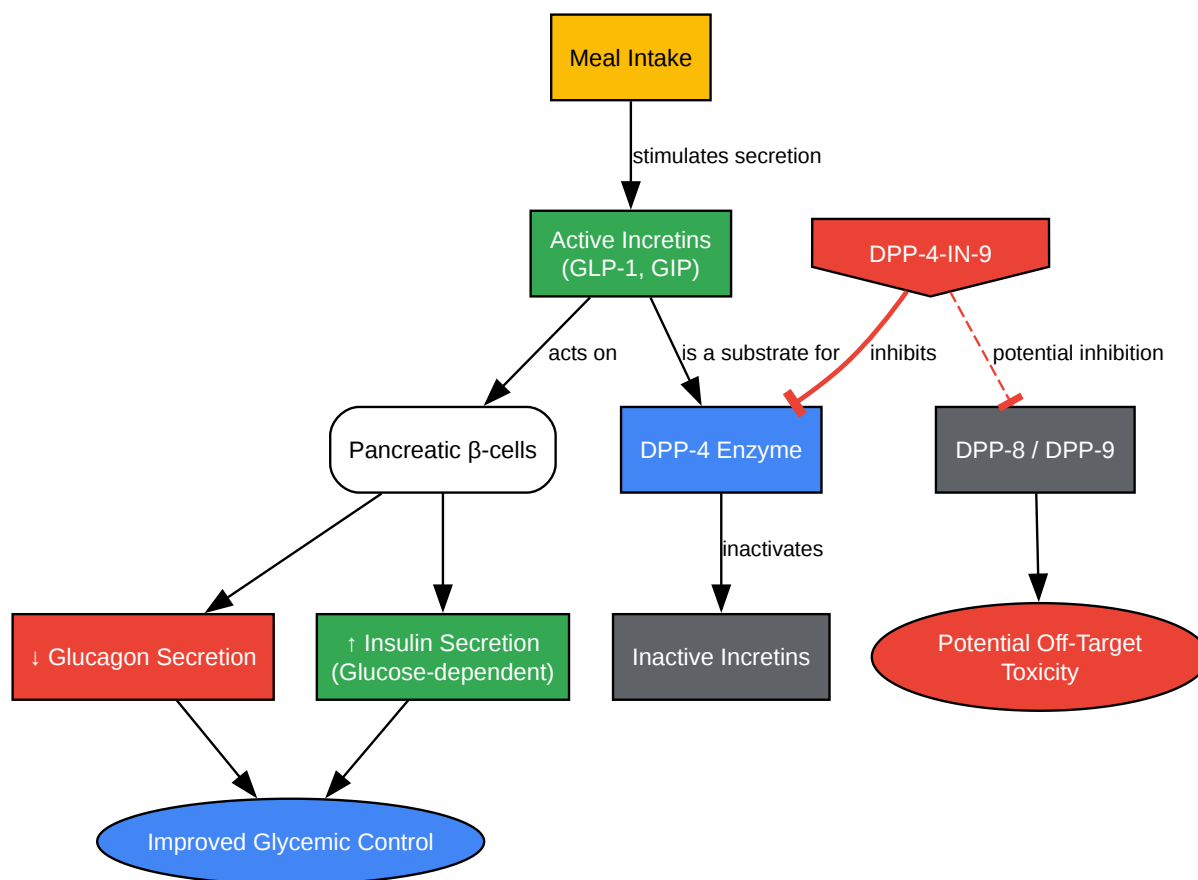 Meal Intake
stimulates secretion
Active Incretins
(GLP-1, GIP)
DPP-4-IN-9
acts on
is a substrate for
inhibits
potential inhibition
Pancreatic β-cells
DPP-4 Enzyme
DPP-8 / DPP-9
inactivates
↓ Glucagon Secretion
↑ Insulin Secretion
(Glucose-dependent)
Inactive Incretins
Potential Off-Target
Toxicity
Improved Glycemic Control